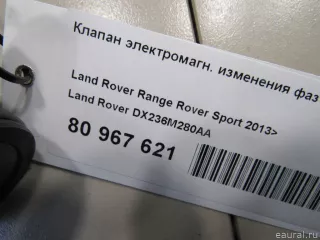 Клапан электромагн. изменения фаз
Land Rover Range Rover Sport 2013>
Land Rover DX236M280AA
80 967 621
eaural.ru